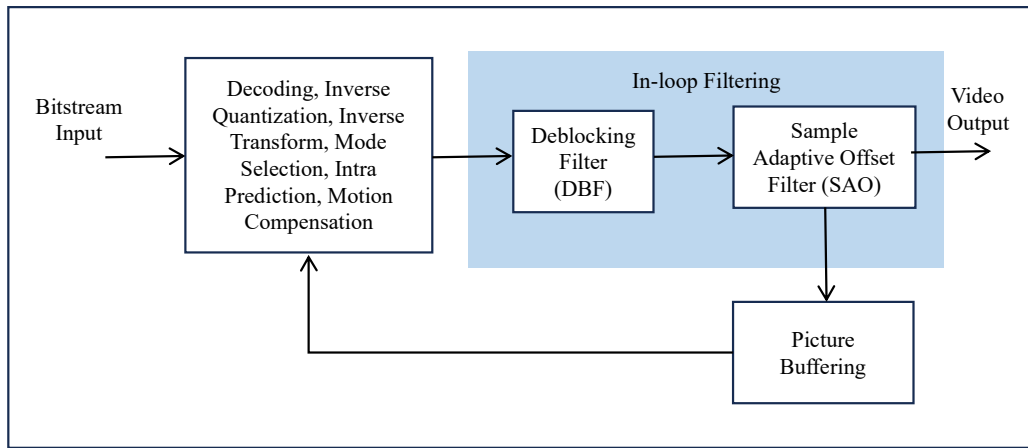 Bitstream
Input
Decoding, Inverse
Quantization, Inverse
Transform, Mode
Selection, Intra
Prediction, Motion
Compensation
In-loop Filtering
Deblocking
Filter
(DBF)
Sample
Adaptive Offset
Filter (SAO)
Video
Output
Picture
Buffering